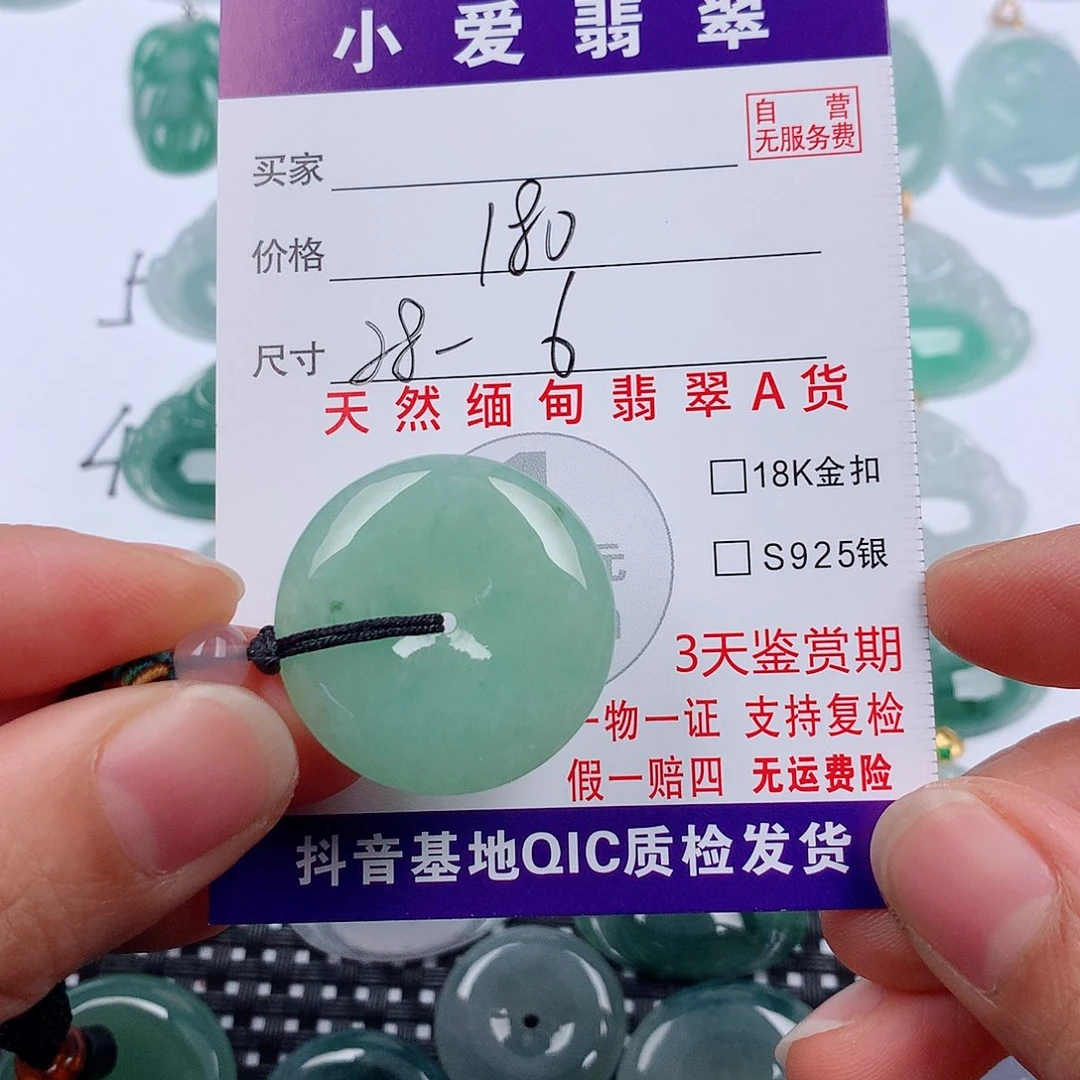 小爱翡翠
自营
无服务费
买家
价格 180
尺寸 28-6
天然缅甸翡翠A货
18K金扣
元
S925银
3天鉴赏期
一物一证 支持复检
假一赔四 无运费险
抖音基地QIC质检发货
4